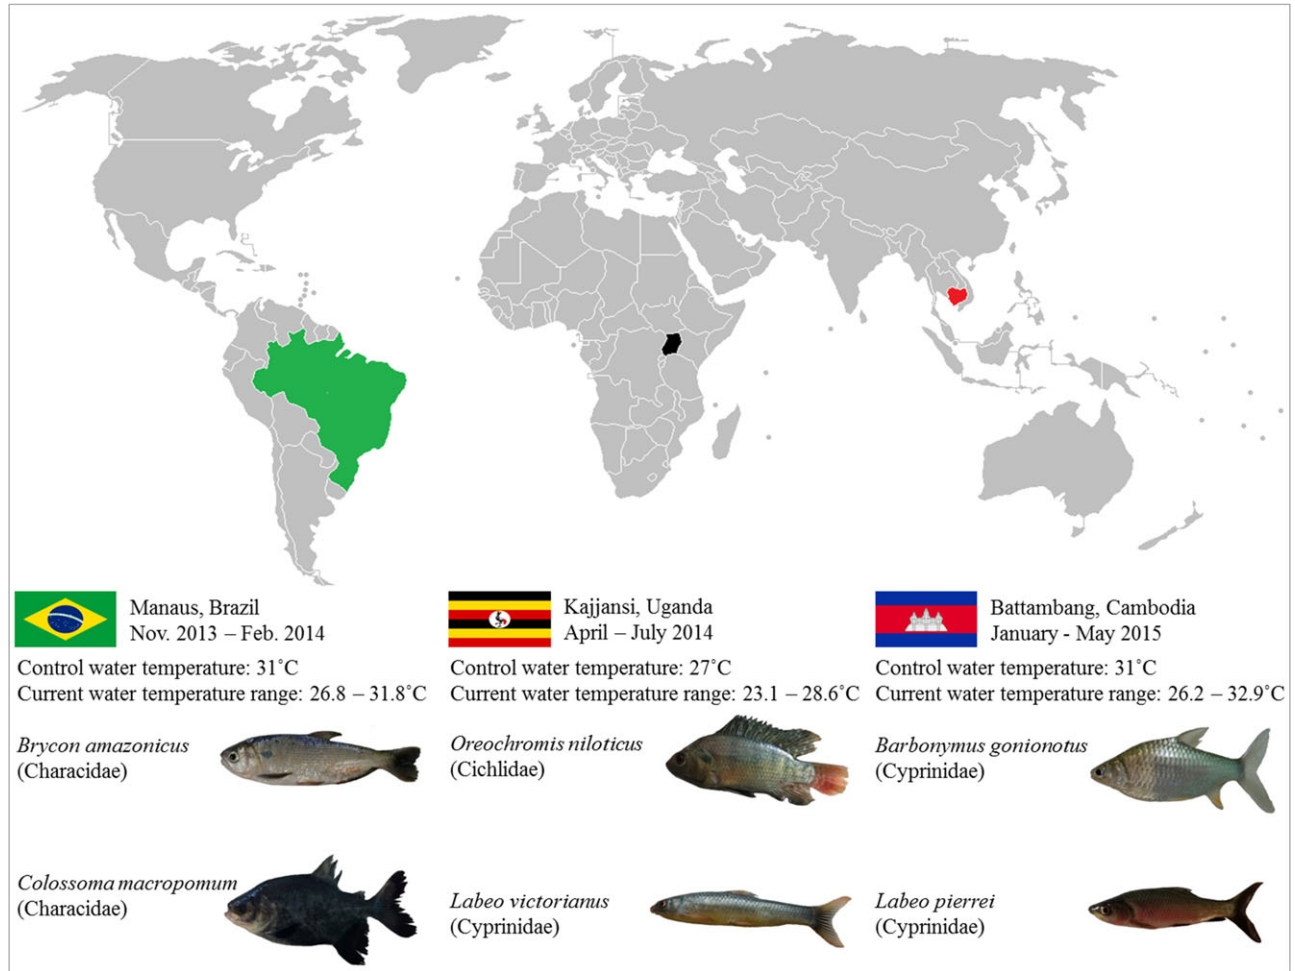 Manaus, Brazil
Nov. 2013 – Feb. 2014
Control water temperature: 31˚C
Current water temperature range: 26.8 – 31.8˚C
Brycon amazonicus
(Characidae)
Colossoma macropomum
(Characidae)
Kajjansi, Uganda
April – July 2014
Control water temperature: 27˚C
Current water temperature range: 23.1 – 28.6˚C
Oreochromis niloticus
(Cichlidae)
Labeo victorianus
(Cyprinidae)
Battambang, Cambodia
January - May 2015
Control water temperature: 31˚C
Current water temperature range: 26.2 – 32.9˚C
Barbonymus gonionotus
(Cyprinidae)
Labeo pierrei
(Cyprinidae)